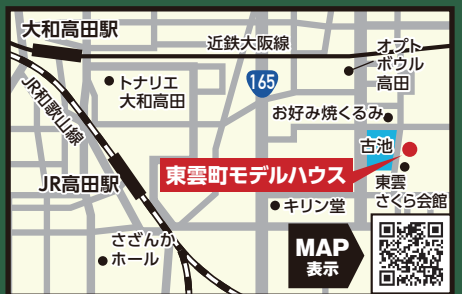 大和高田駅
近鉄大阪線
オプト
ボウル
高田
トナリエ
大和高田
165
JR和歌山線
お好み焼くるみ
古池
東雲町モデルハウス
JR高田駅
東雲
さくら会館
キリン堂
さざんか
ホール
MAP
表示